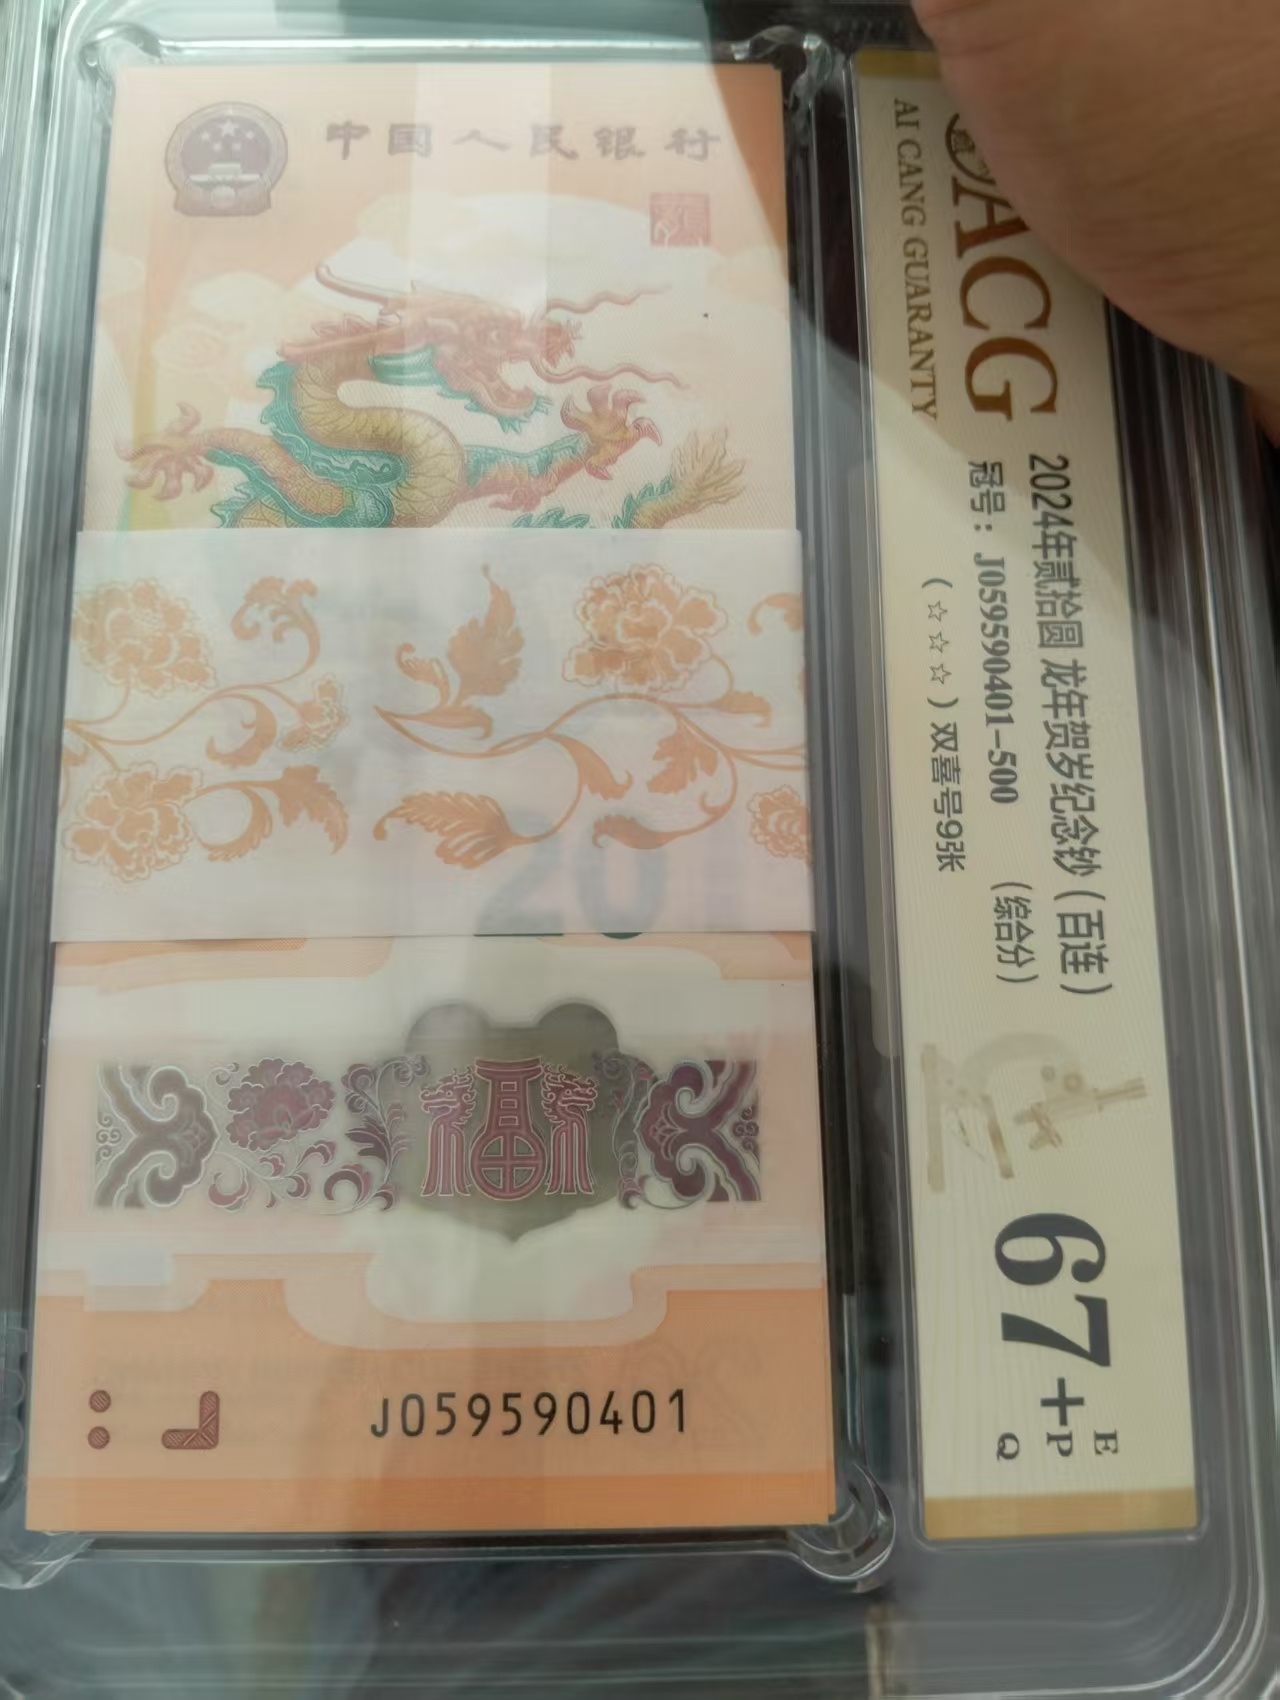 中国人民银行
20
福
J059590401
ACG
AI CANG GUARANTY
2024年贰拾圆 龙年贺岁纪念钞（百连）
冠号：J059590401-500 （综合分）
（☆☆☆）双喜号9张
67+
E
P
Q